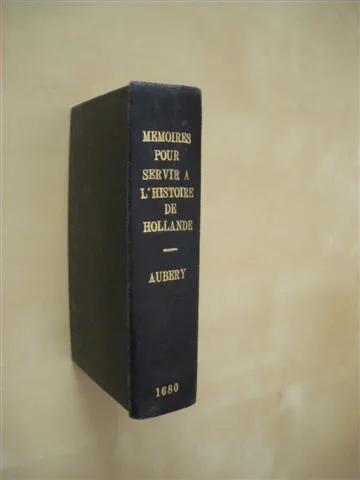 MEMOIRES
POUR
SERVIR A
L'HISTOIRE
DE
HOLLANDE
AUBERY
1680